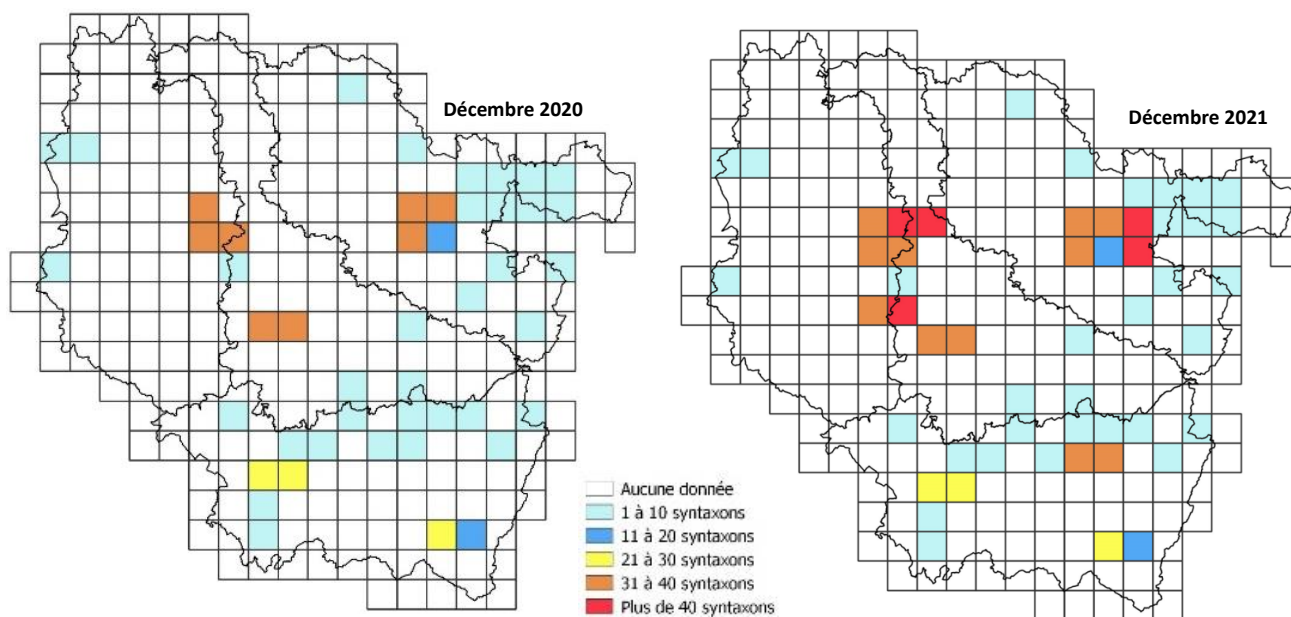 Décembre 2020
Décembre 2021
Aucune donnée
1 à 10 syntaxons
11 à 20 syntaxons
21 à 30 syntaxons
31 à 40 syntaxons
Plus de 40 syntaxons